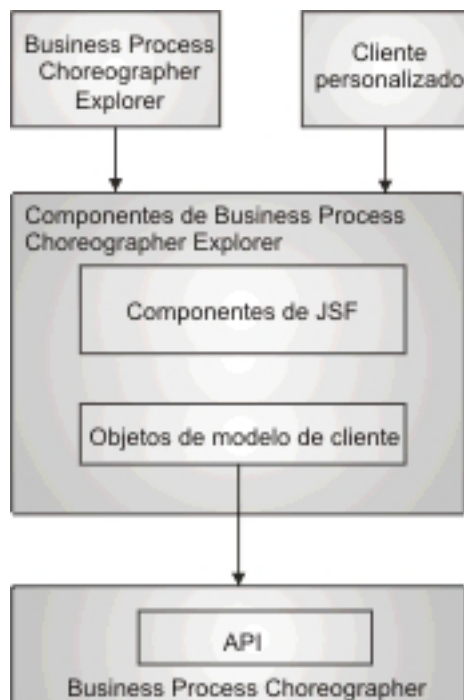 Business Process
Choreographer
Explorer
Cliente
personalizado
Componentes de Business Process
Choreographer Explorer
Componentes de JSF
Objetos de modelo de cliente
API
Business Process Choreographer